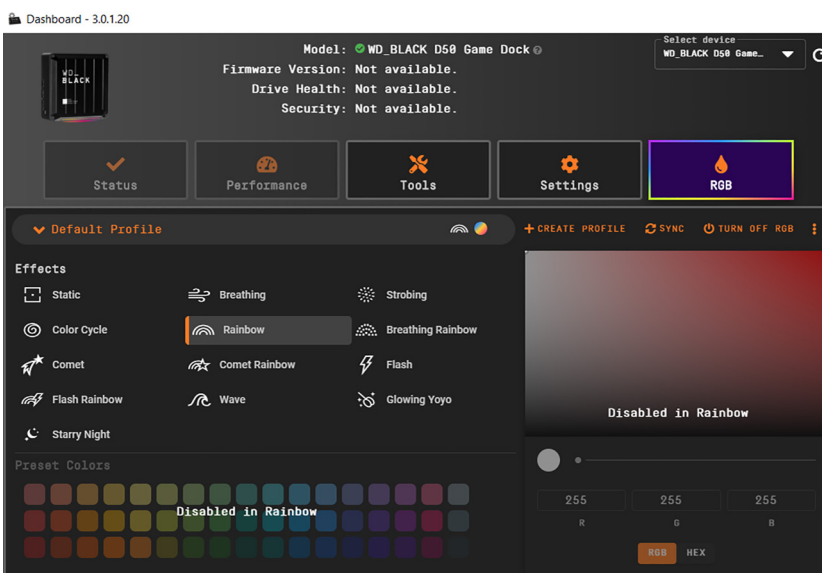 Dashboard - 3.0.1.20
Model: WD_BLACK D50 Game Dock
Firmware Version: Not available.
Drive Health: Not available.
Security: Not available.
Select device
WD_BLACK D50 Game…
WD_
BLACK
Status
Performance
Tools
Settings
RGB
Default Profile
CREATE PROFILE
SYNC
TURN OFF RGB
Effects
Static
Breathing
Strobing
Color Cycle
Rainbow
Breathing Rainbow
Comet
Comet Rainbow
Flash
Flash Rainbow
Wave
Glowing Yoyo
Starry Night
Disabled in Rainbow
Preset Colors
Disabled in Rainbow
255 255 255
R G B
RGB HEX